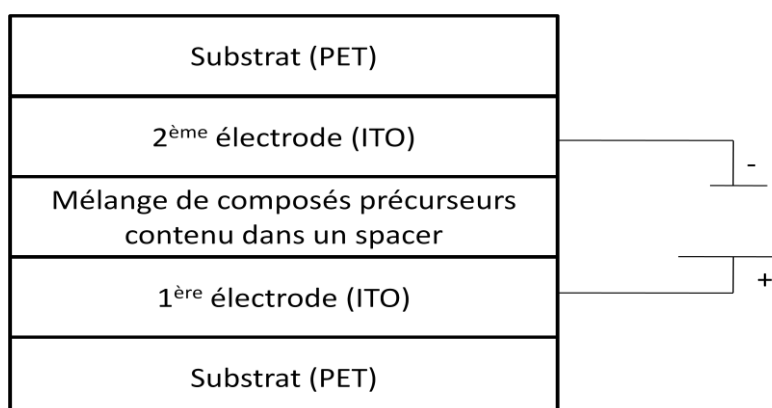 Substrat (PET)
2ème électrode (ITO)
-
Mélange de composés précurseurs
contenu dans un spacer
1ère électrode (ITO)
+
Substrat (PET)